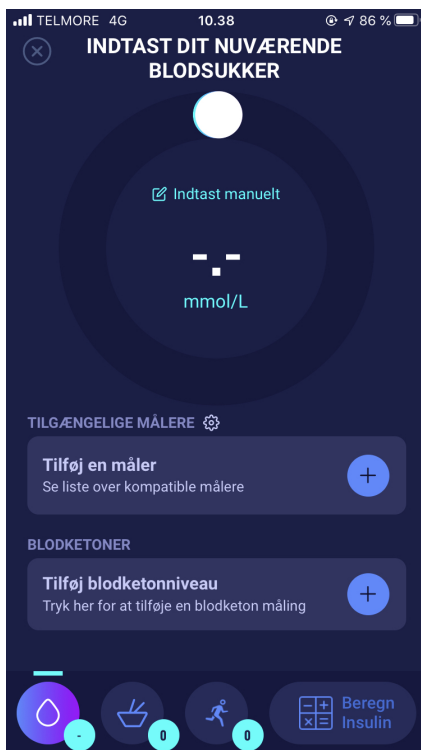 TELMORE 4G 10.38 86 %
INDTAST DIT NUVÆRENDE
BLODSUKKER
Indtast manuelt
-.-
mmol/L
TILGÆNGELIGE MÅLERE
Tilføj en måler
Se liste over kompatible målere
BLODKETONER
Tilføj blodketonniveau
Tryk her for at tilføje en blodketon måling
- 0 0
Beregn
Insulin